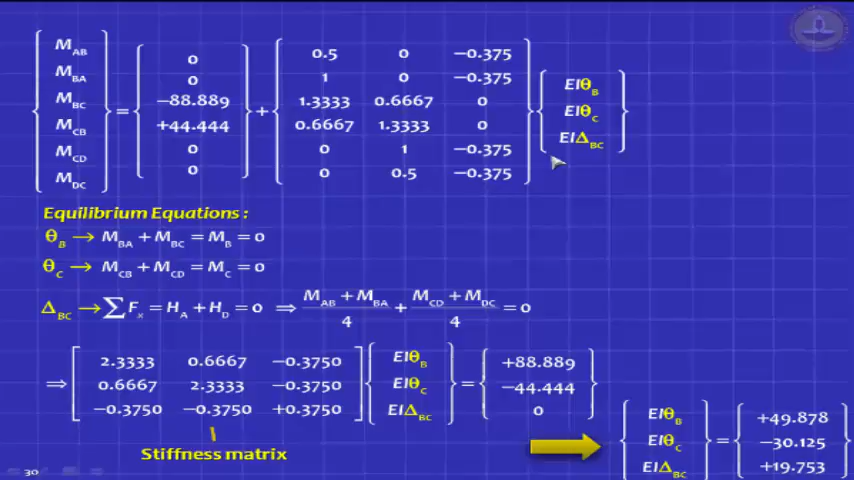 M_AB 0 0.5 0 −0.375
M_BA 0 1 0 −0.375 EIθ_B
M_BC = −88.889 + 1.3333 0.6667 0 EIθ_C
M_CB +44.444 0.6667 1.3333 0 EIΔ_BC
M_CD 0 0 1 −0.375
M_DC 0 0 0.5 −0.375
Equilibrium Equations :
θ_B → M_BA + M_BC = M_B = 0
θ_C → M_CB + M_CD = M_C = 0
Δ_BC → ∑ F_x = H_A + H_D = 0 ⇒ (M_AB + M_BA)/4 + (M_CD + M_DC)/4 = 0
2.3333 0.6667 −0.3750 EIθ_B +88.889
⇒ 0.6667 2.3333 −0.3750 EIθ_C = −44.444
−0.3750 −0.3750 +0.3750 EIΔ_BC 0
Stiffness matrix
EIθ_B +49.878
EIθ_C = −30.125
EIΔ_BC +19.753
30